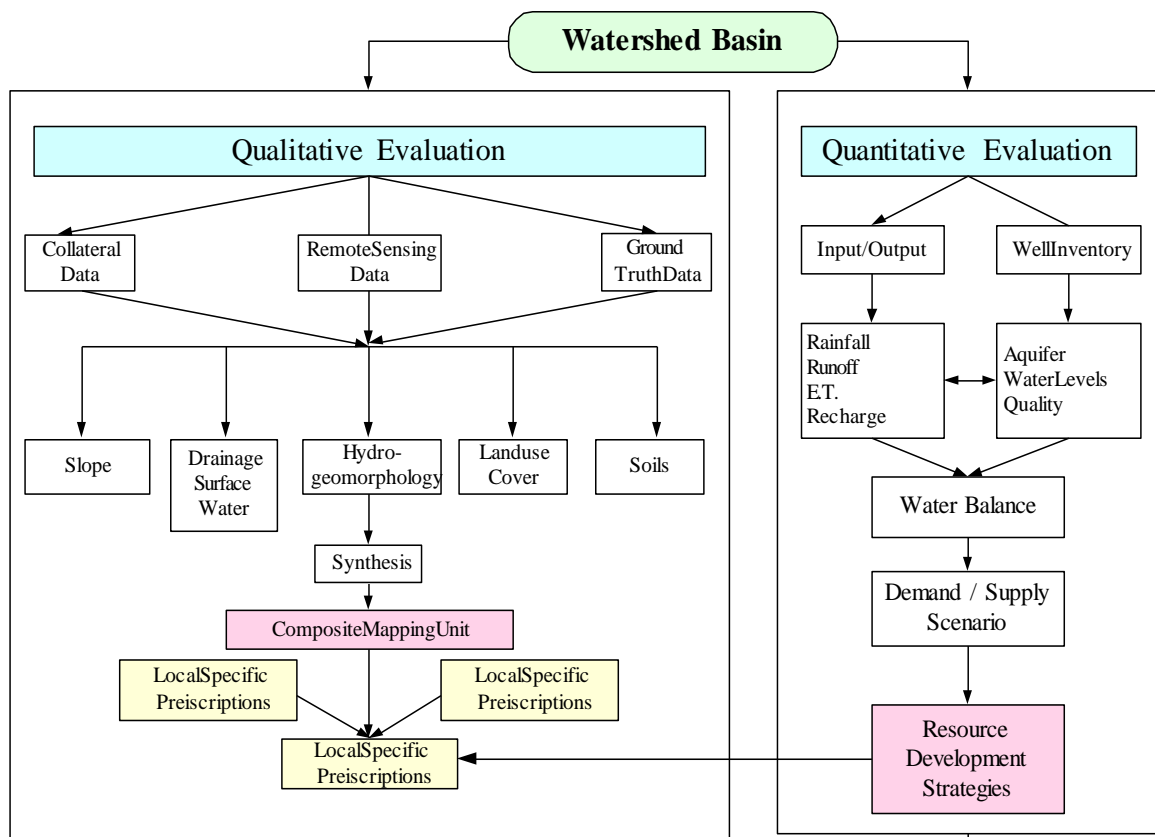 Watershed Basin
Qualitative Evaluation
Quantitative Evaluation
Collateral
Data
RemoteSensing
Data
Ground
TruthData
Input/Output
WellInventory
Rainfall
Runoff
E.T.
Recharge
Aquifer
WaterLevels
Quality
Slope
Drainage
Surface
Water
Hydro-
geomorphology
Landuse
Cover
Soils
Water Balance
Synthesis
Demand / Supply
Scenario
CompositeMappingUnit
LocalSpecific
Preiscriptions
LocalSpecific
Preiscriptions
LocalSpecific
Preiscriptions
Resource
Development
Strategies